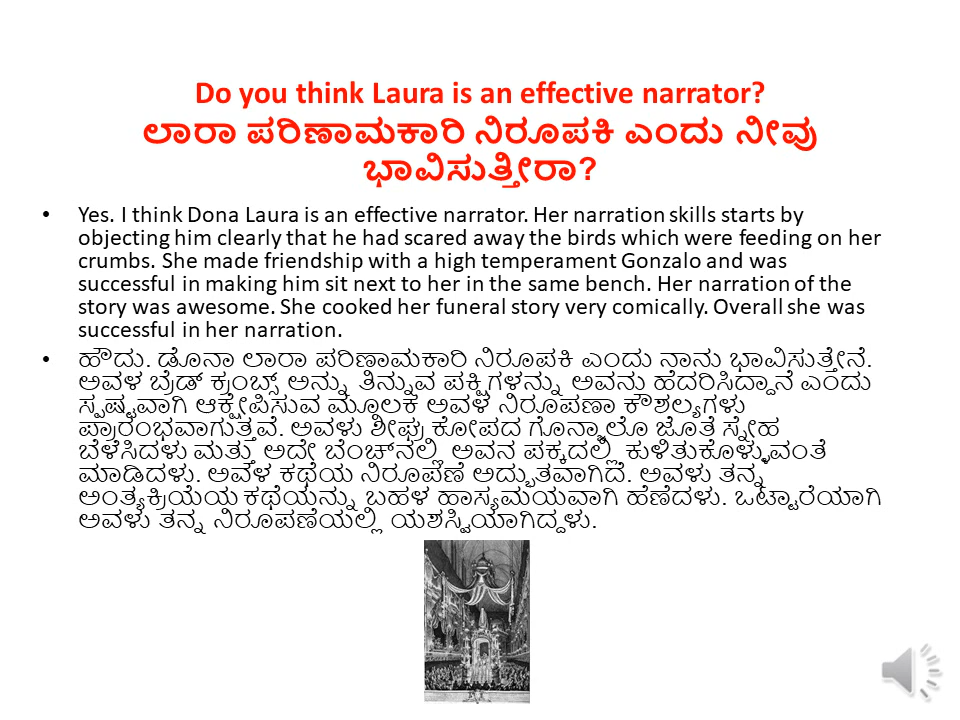 Do you think Laura is an effective narrator?
ಲಾರಾ ಪರಿಣಾಮಕಾರಿ ನಿರೂಪಕಿ ಎಂದು ನೀವು
ಭಾವಿಸುತ್ತೀರಾ?
• Yes. I think Dona Laura is an effective narrator. Her narration skills starts by
objecting him clearly that he had scared away the birds which were feeding on her
crumbs. She made friendship with a high temperament Gonzalo and was
successful in making him sit next to her in the same bench. Her narration of the
story was awesome. She cooked her funeral story very comically. Overall she was
successful in her narration.
• ಹೌದು. ಡೊನಾ ಲಾರಾ ಪರಿಣಾಮಕಾರಿ ನಿರೂಪಕಿ ಎಂದು ನಾನು ಭಾವಿಸುತ್ತೇನೆ.
ಅವಳ ಬ್ರೆಡ್ ಕ್ರಂಬ್ಸ್ ಅನ್ನು ತಿನ್ನುವ ಪಕ್ಷಿಗಳನ್ನು ಅವನು ಹೆದರಿಸಿದ್ದಾನೆ ಎಂದು
ಸ್ಪಷ್ಟವಾಗಿ ಆಕ್ಷೇಪಿಸುವ ಮೂಲಕ ಅವಳ ನಿರೂಪಣಾ ಕೌಶಲ್ಯಗಳು
ಪ್ರಾರಂಭವಾಗುತ್ತವೆ. ಅವಳು ಶೀಘ್ರ ಕೋಪದ ಗೊನ್ಜಾಲೊ ಜೊತೆ ಸ್ನೇಹ
ಬೆಳೆಸಿದಳು ಮತ್ತು ಅದೇ ಬೆಂಚ್‌ನಲ್ಲಿ ಅವನ ಪಕ್ಕದಲ್ಲಿ ಕುಳಿತುಕೊಳ್ಳುವಂತೆ
ಮಾಡಿದಳು. ಅವಳ ಕಥೆಯ ನಿರೂಪಣೆ ಅದ್ಭುತವಾಗಿದೆ. ಅವಳು ತನ್ನ
ಅಂತ್ಯಕ್ರಿಯೆಯ ಕಥೆಯನ್ನು ಬಹಳ ಹಾಸ್ಯಮಯವಾಗಿ ಹೆಣೆದಳು. ಒಟ್ಟಾರೆಯಾಗಿ
ಅವಳು ತನ್ನ ನಿರೂಪಣೆಯಲ್ಲಿ ಯಶಸ್ವಿಯಾಗಿದ್ದಳು.